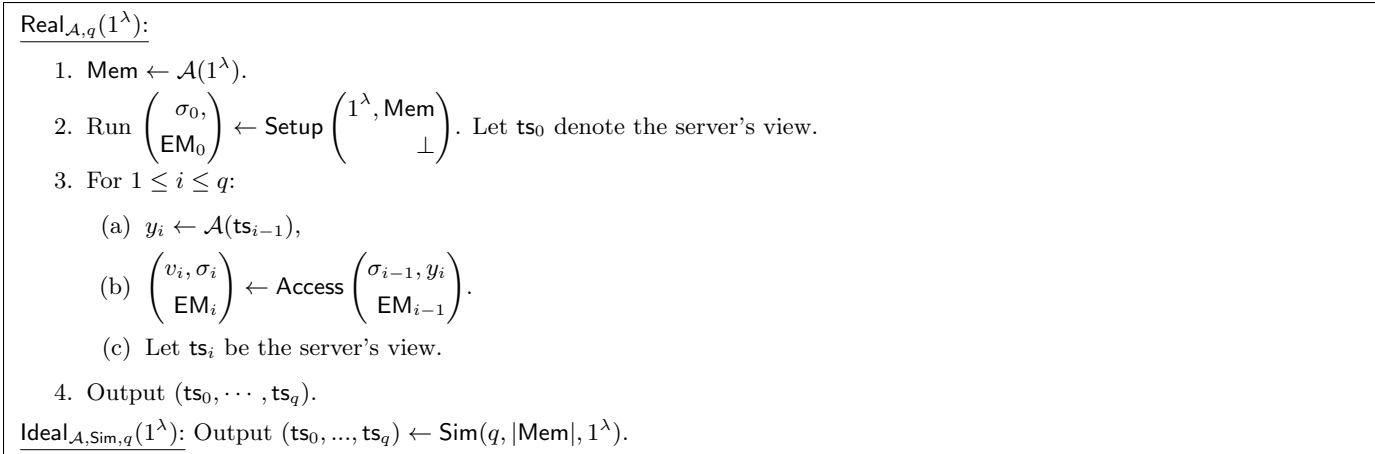 Real_{𝒜,q}(1^λ):
1. Mem ← 𝒜(1^λ).
2. Run (σ_0, EM_0) ← Setup (1^λ, Mem ⊥). Let ts_0 denote the server's view.
3. For 1 ≤ i ≤ q:
(a) y_i ← 𝒜(ts_{i−1}),
(b) (v_i, σ_i EM_i) ← Access (σ_{i−1}, y_i EM_{i−1}).
(c) Let ts_i be the server's view.
4. Output (ts_0, ⋯ , ts_q).
Ideal_{𝒜,Sim,q}(1^λ): Output (ts_0, ..., ts_q) ← Sim(q, |Mem|, 1^λ).